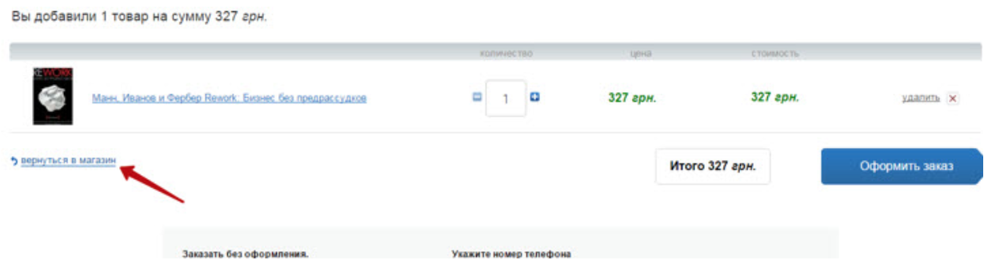 Вы добавили 1 товар на сумму 327 грн.
количество цена стоимость
REWORK
Манн, Иванов и Фербер Rework: Бизнес без предрассудков 1 327 грн. 327 грн. удалить
вернуться в магазин Итого 327 грн. Оформить заказ
Заказать без оформления. Укажите номер телефона